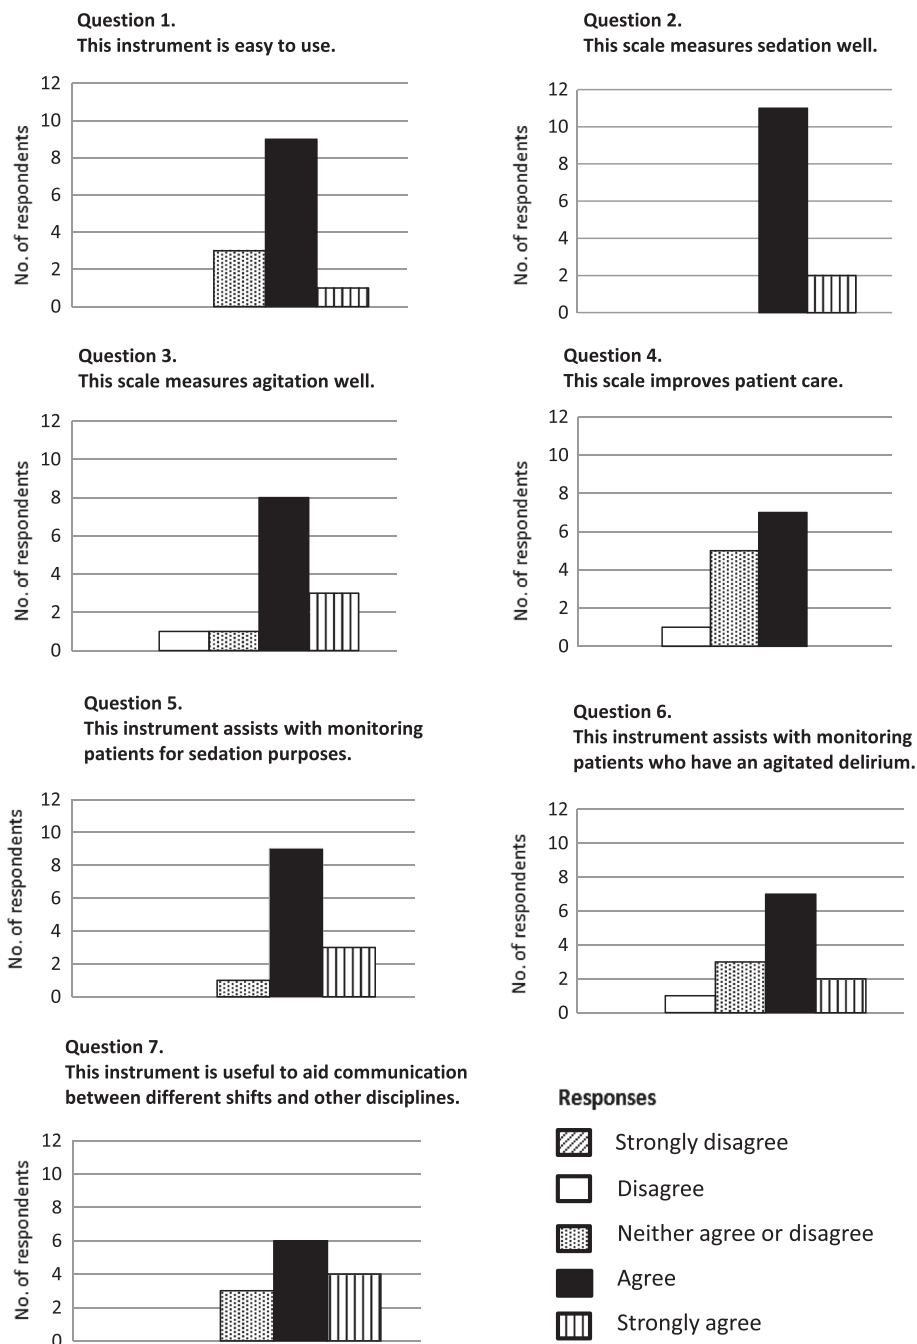 Question 1.
This instrument is easy to use.
No. of respondents
12
10
8
6
4
2
0
Question 2.
This scale measures sedation well.
No. of respondents
12
10
8
6
4
2
0
Question 3.
This scale measures agitation well.
No. of respondents
12
10
8
6
4
2
0
Question 4.
This scale improves patient care.
No. of respondents
12
10
8
6
4
2
0
Question 5.
This instrument assists with monitoring
patients for sedation purposes.
No. of respondents
12
10
8
6
4
2
0
Question 6.
This instrument assists with monitoring
patients who have an agitated delirium.
No. of respondents
12
10
8
6
4
2
0
Question 7.
This instrument is useful to aid communication
between different shifts and other disciplines.
No. of respondents
12
10
8
6
4
2
0
Responses
Strongly disagree
Disagree
Neither agree or disagree
Agree
Strongly agree